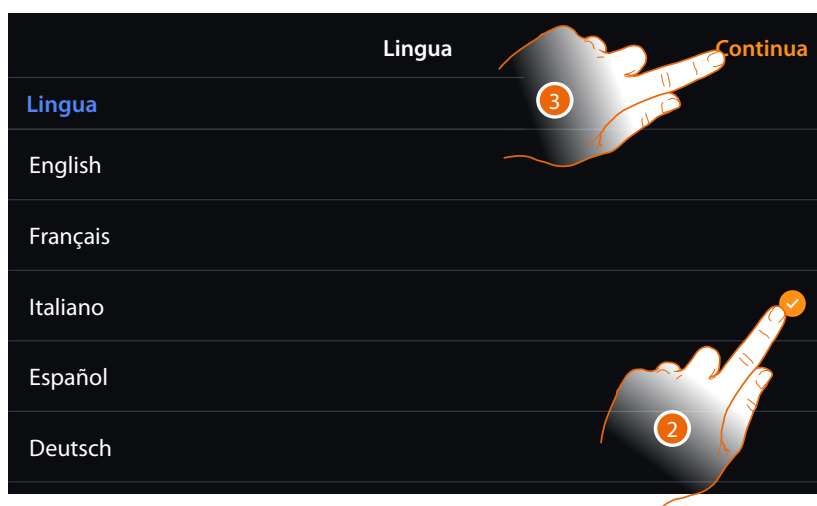 Lingua Continua
Lingua
3
English
Français
Italiano
Español
2
Deutsch